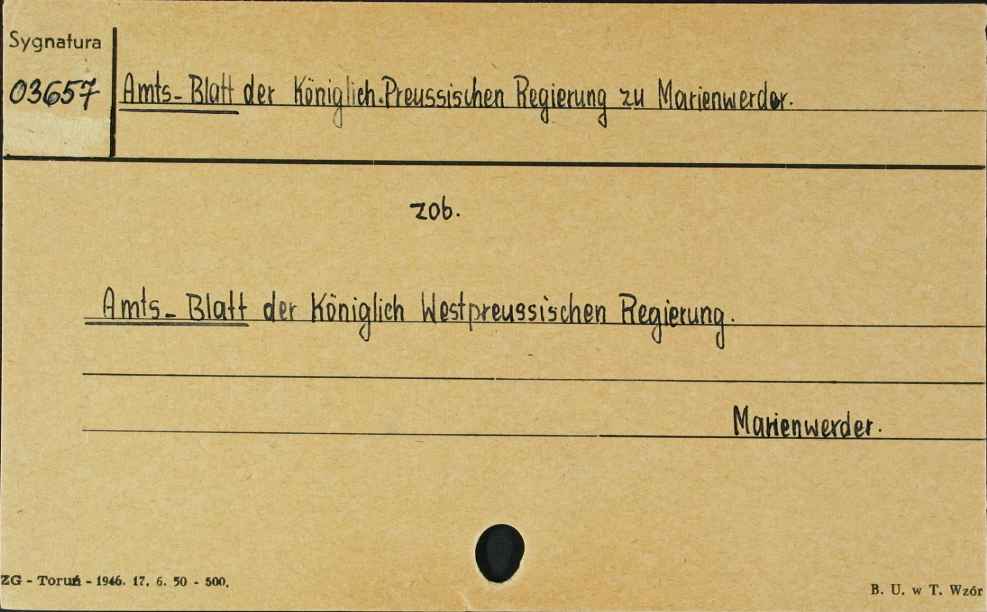 Sygnatura
03657
Amts-Blatt der Königlich-Preussischen Regierung zu Marienwerder.
zob.
Amts-Blatt der Königlich Westpreussischen Regierung.
Marienwerder.
ZG - Toruń - 1946. 17. 6. 50 - 500.
B. U. w T. Wzór